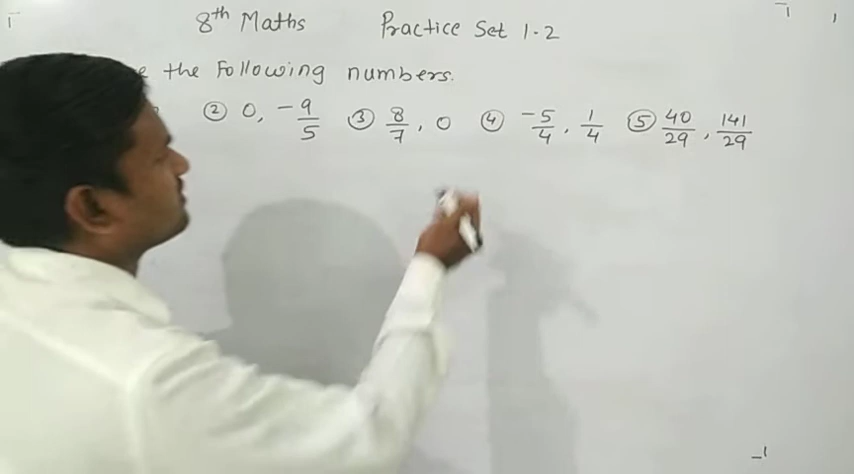 8th Maths Practice Set 1.2
the Following numbers.
② 0, -9/5 ③ 8/7, 0 ④ -5/4, 1/4 ⑤ 40/29, 141/29